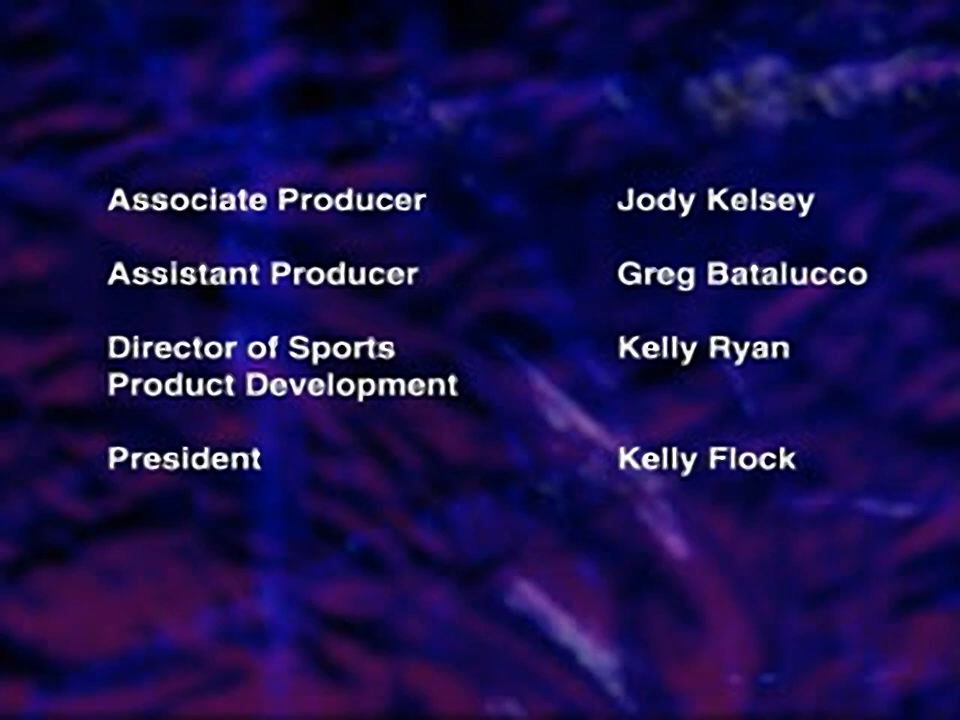 Associate Producer Jody Kelsey
Assistant Producer Greg Batalucco
Director of Sports Kelly Ryan
Product Development
President Kelly Flock